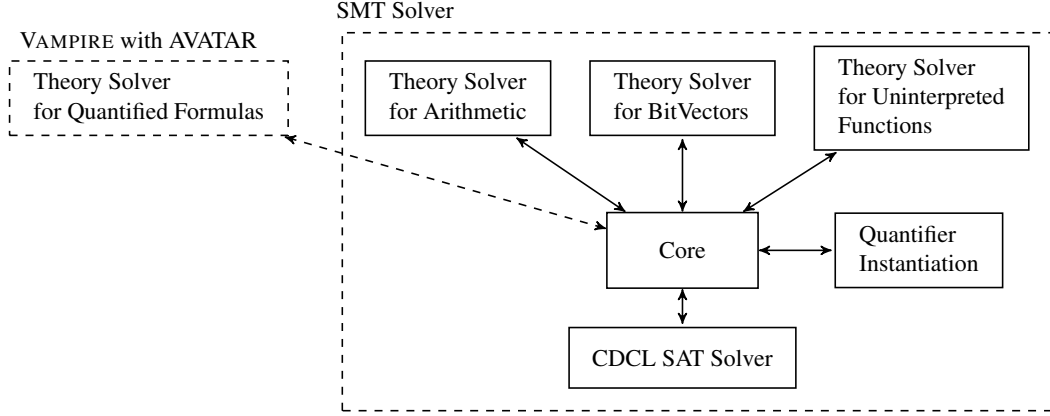 SMT Solver
VAMPIRE with AVATAR
Theory Solver
for Quantified Formulas
Theory Solver
for Arithmetic
Theory Solver
for BitVectors
Theory Solver
for Uninterpreted
Functions
Core
Quantifier
Instantiation
CDCL SAT Solver